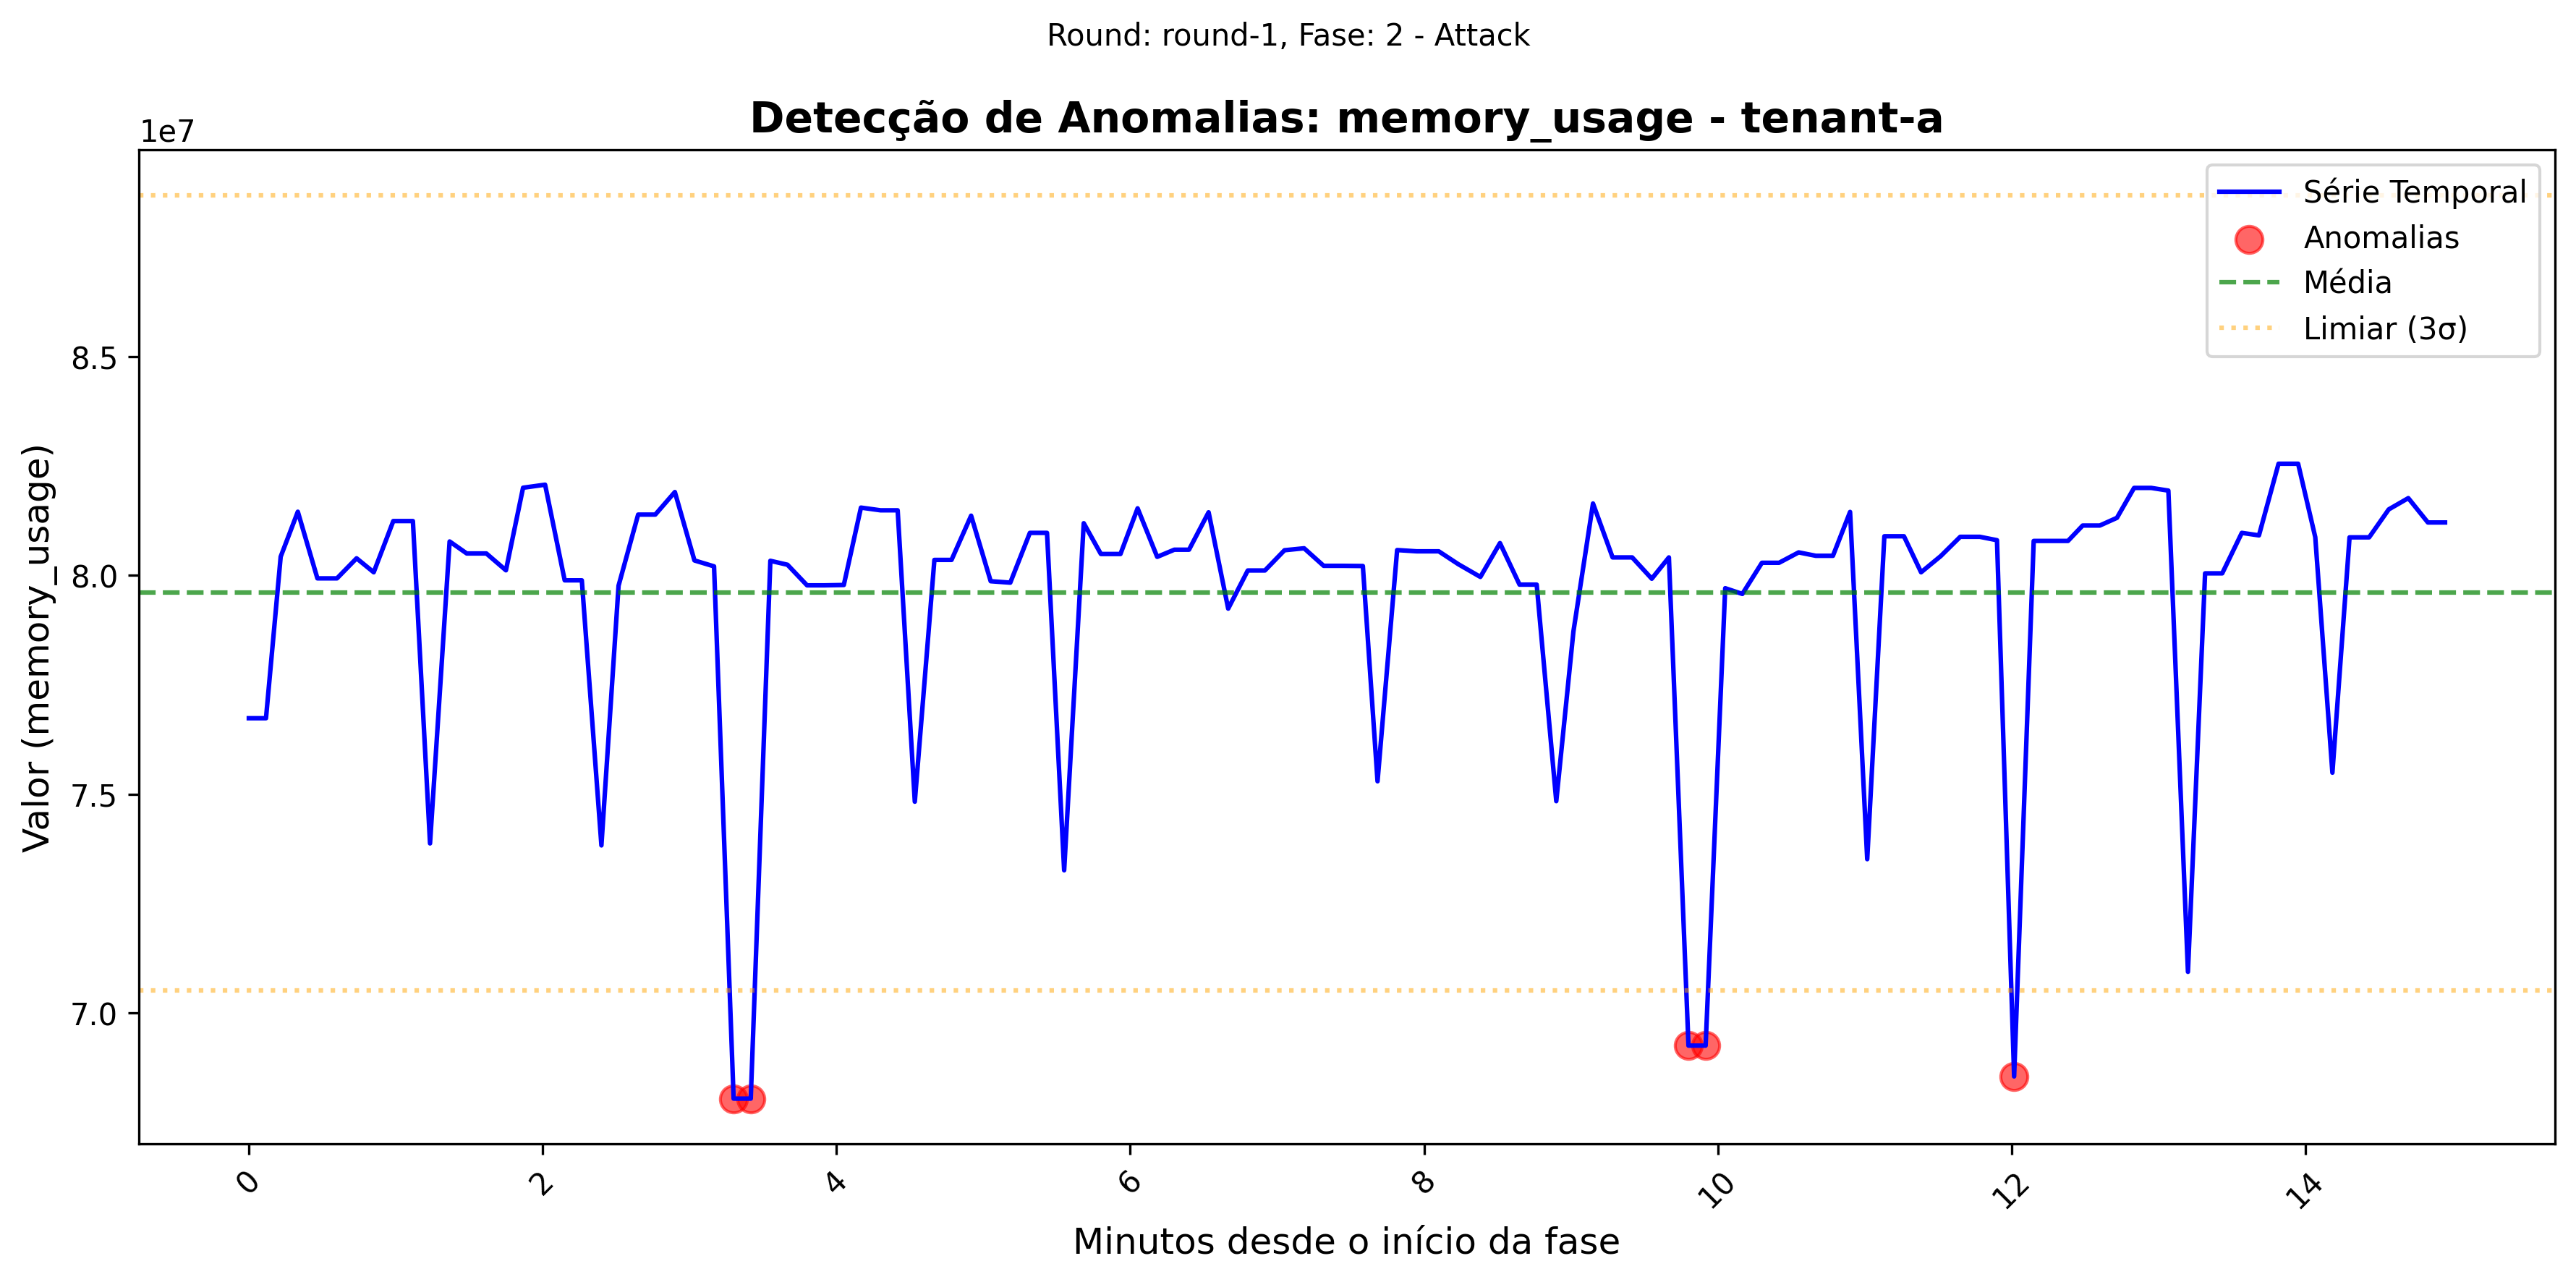 Round: round-1, Fase: 2 - Attack
Detecção de Anomalias: memory_usage - tenant-a
1e7
Série Temporal
Anomalias
Média
Limiar (3σ)
8.5
8.0
7.5
7.0
Valor (memory_usage)
0 2 4 6 8 10 12 14
Minutos desde o início da fase